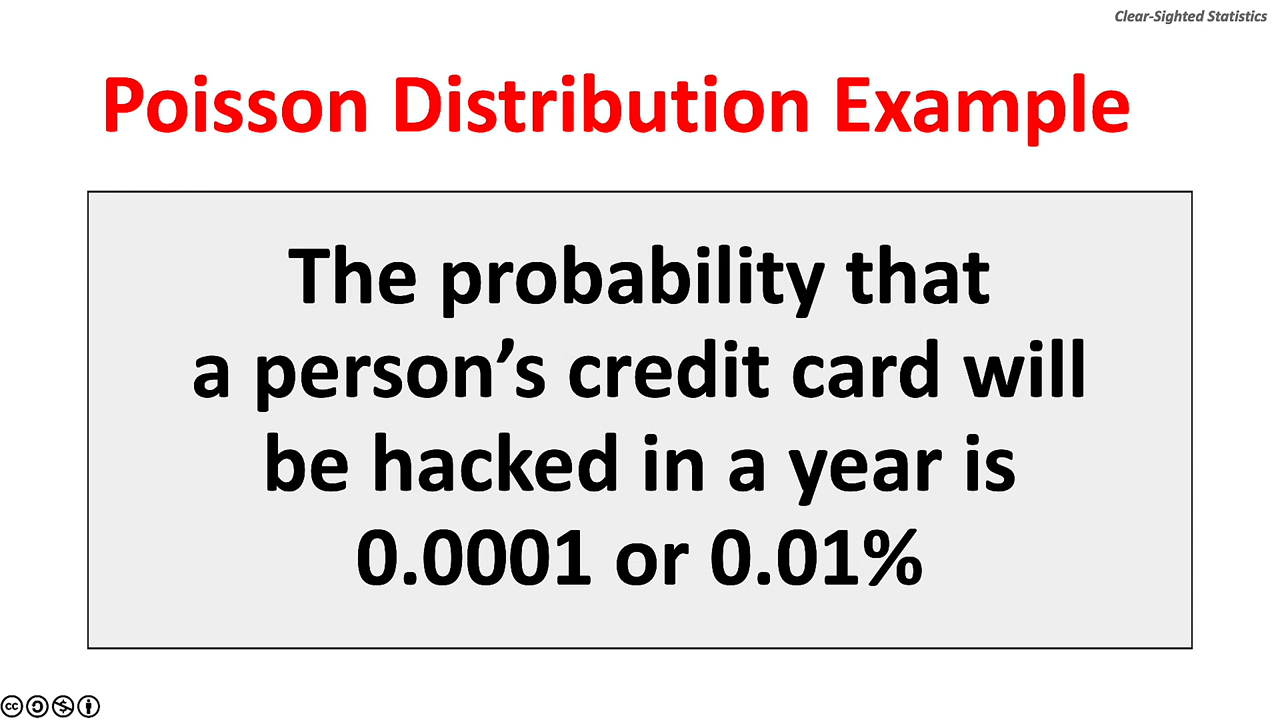 Clear-Sighted Statistics
Poisson Distribution Example
The probability that
a person’s credit card will
be hacked in a year is
0.0001 or 0.01%
cc